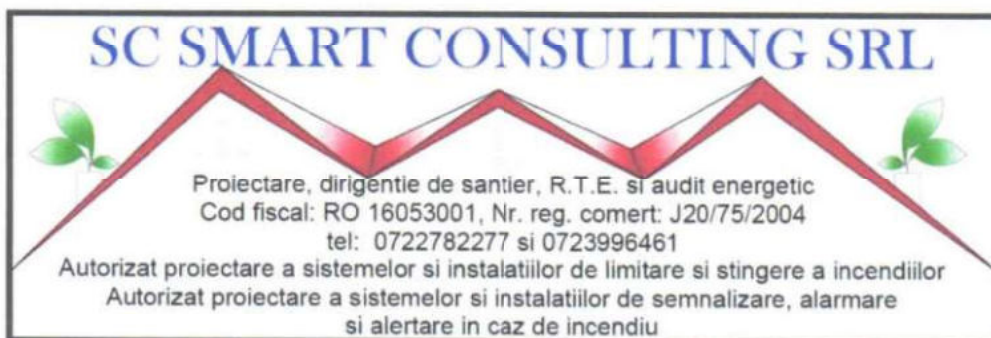 SC SMART CONSULTING SRL
Proiectare, dirigentie de santier, R.T.E. si audit energetic
Cod fiscal: RO 16053001, Nr. reg. comert: J20/75/2004
tel: 0722782277 si 0723996461
Autorizat proiectare a sistemelor si instalatiilor de limitare si stingere a incendiilor
Autorizat proiectare a sistemelor si instalatiilor de semnalizare, alarmare
si alertare in caz de incendiu